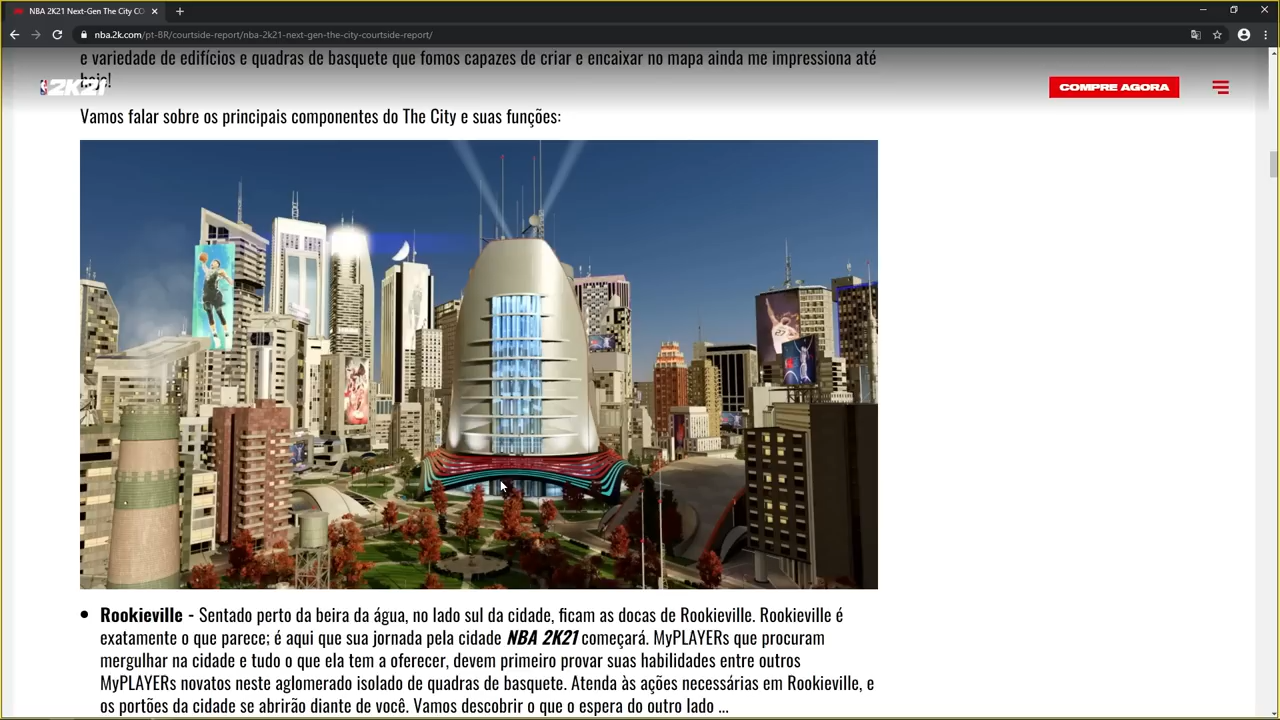 NBA 2K21 Next-Gen The City CO
nba.2k.com/pt-BR/courtside-report/nba-2k21-next-gen-the-city-courtside-report/
e variedade de edifícios e quadras de basquete que fomos capazes de criar e encaixar no mapa ainda me impressiona até
hoje!
2K21
COMPRE AGORA
Vamos falar sobre os principais componentes do The City e suas funções:
Rookieville - Sentado perto da beira da água, no lado sul da cidade, ficam as docas de Rookieville. Rookieville é
exatamente o que parece; é aqui que sua jornada pela cidade NBA 2K21 começará. MyPLAYERs que procuram
mergulhar na cidade e tudo o que ela tem a oferecer, devem primeiro provar suas habilidades entre outros
MyPLAYERs novatos neste aglomerado isolado de quadras de basquete. Atenda às ações necessárias em Rookieville, e
os portões da cidade se abrirão diante de você. Vamos descobrir o que o espera do outro lado ...